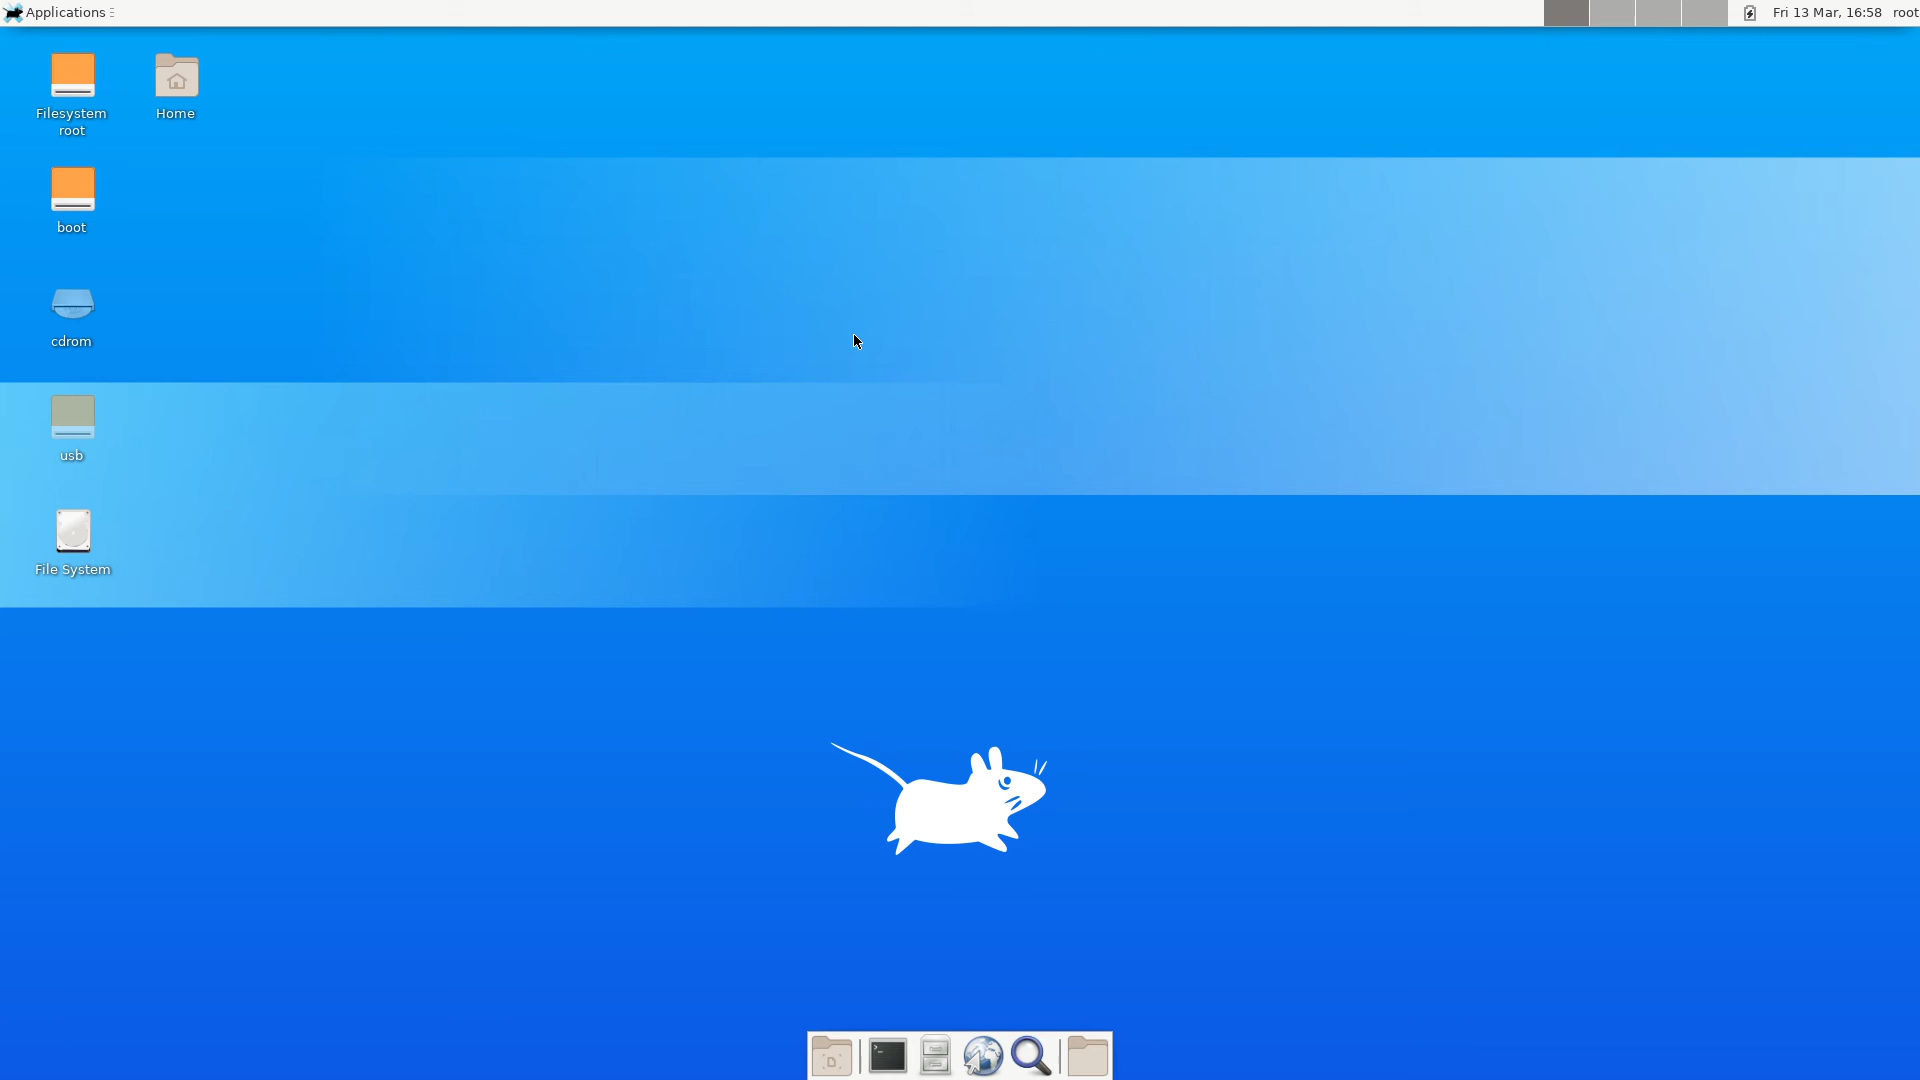 Applications
Fri 13 Mar, 16:58
root
Filesystem
root
Home
boot
cdrom
usb
File System